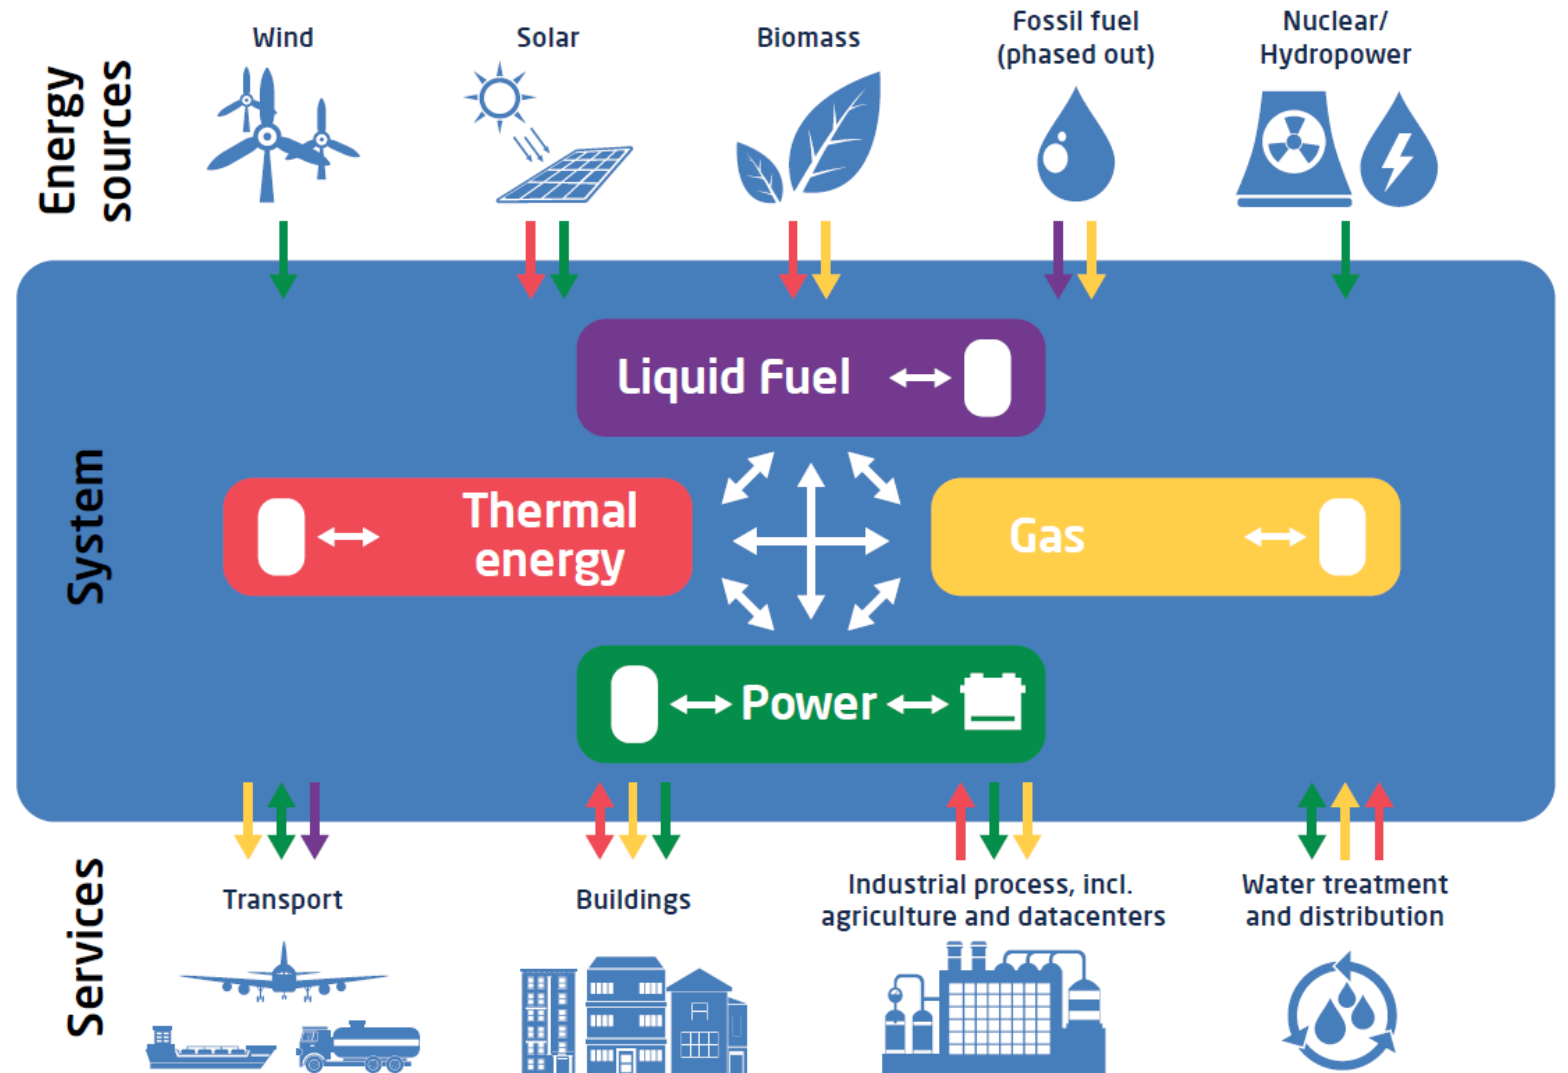 Energy
sources
Wind
Solar
Biomass
Fossil fuel
(phased out)
Nuclear/
Hydropower
System
Liquid Fuel
Thermal
energy
Gas
Power
Services
Transport
Buildings
Industrial process, incl.
agriculture and datacenters
Water treatment
and distribution